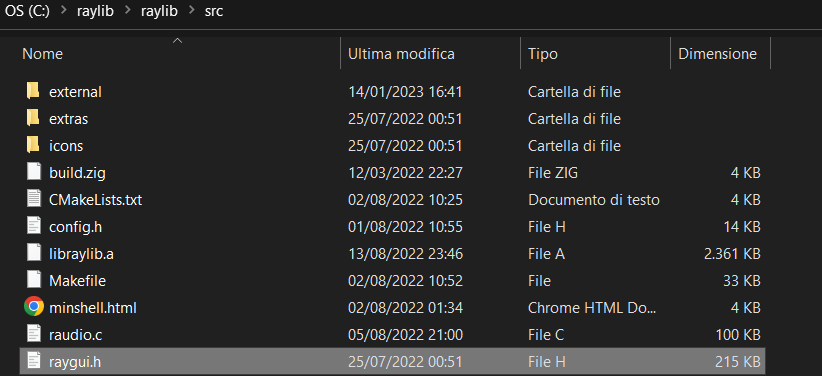 OS (C:) > raylib > raylib > src
Nome Ultima modifica Tipo Dimensione
external 14/01/2023 16:41 Cartella di file
extras 25/07/2022 00:51 Cartella di file
icons 25/07/2022 00:51 Cartella di file
build.zig 12/03/2022 22:27 File ZIG 4 KB
CMakeLists.txt 02/08/2022 10:25 Documento di testo 4 KB
config.h 01/08/2022 10:55 File H 14 KB
libraylib.a 13/08/2022 23:46 File A 2.361 KB
Makefile 02/08/2022 10:52 File 33 KB
minshell.html 02/08/2022 01:34 Chrome HTML Do... 4 KB
raudio.c 05/08/2022 21:00 File C 100 KB
raygui.h 25/07/2022 00:51 File H 215 KB